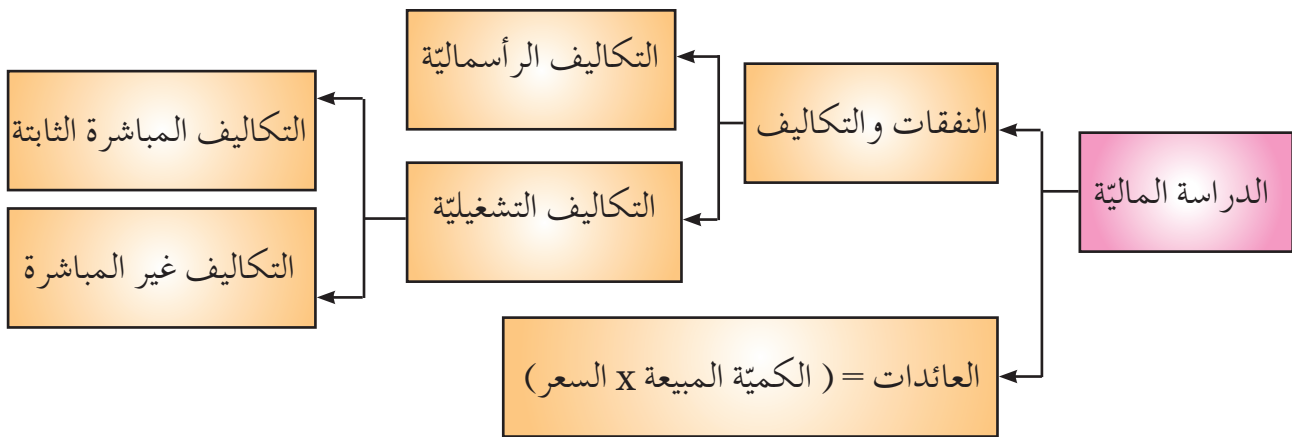 الدراسة الماليّة
النفقات والتكاليف
التكاليف الرأسماليّة
التكاليف التشغيليّة
التكاليف المباشرة الثابتة
التكاليف غير المباشرة
العائدات = ( الكميّة المبيعة x السعر)